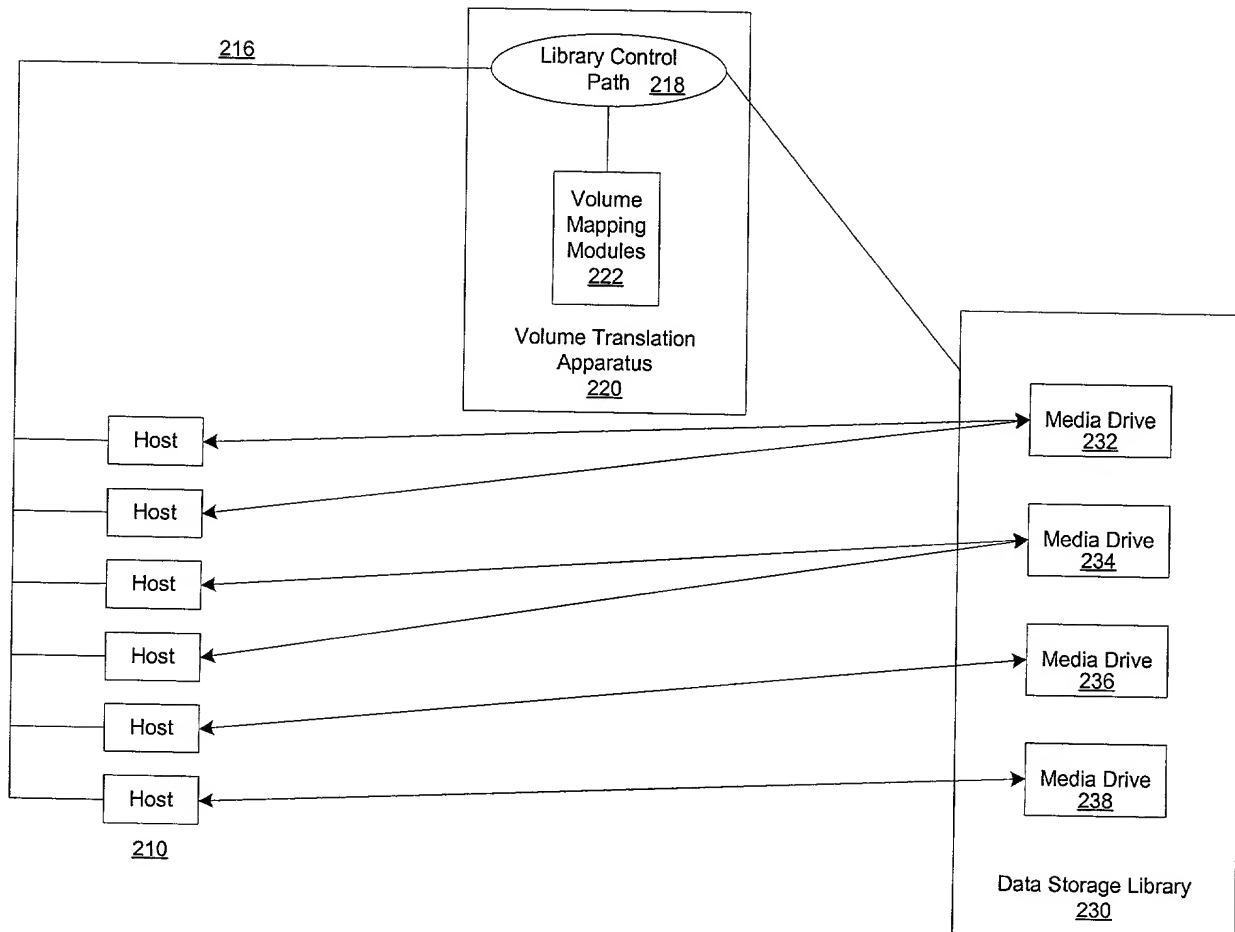 216
Library Control
Path 218
Volume
Mapping
Modules
222
Volume Translation
Apparatus
220
Host
Host
Host
Host
Host
Host
210
Media Drive
232
Media Drive
234
Media Drive
236
Media Drive
238
Data Storage Library
230